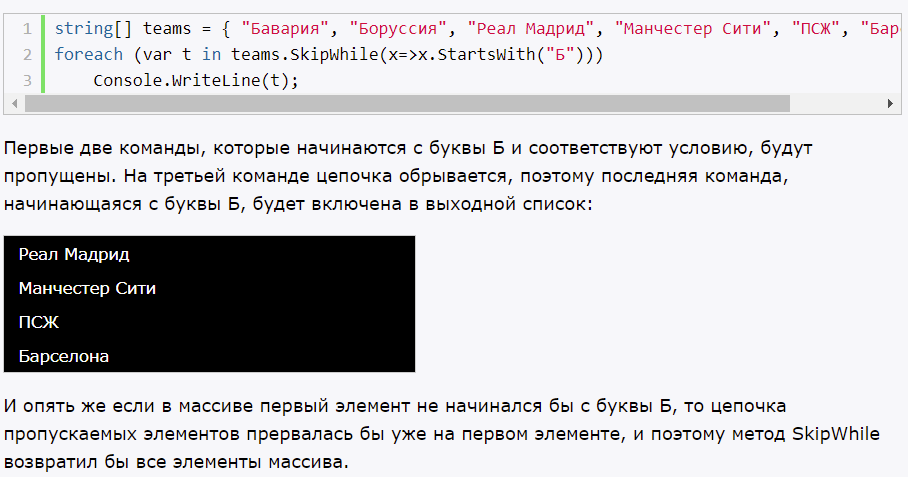 1 string[] teams = { "Бавария", "Боруссия", "Реал Мадрид", "Манчестер Сити", "ПСЖ", "Бар
2 foreach (var t in teams.SkipWhile(x=>x.StartsWith("Б")))
3 Console.WriteLine(t);
Первые две команды, которые начинаются с буквы Б и соответствуют условию, будут
пропущены. На третьей команде цепочка обрывается, поэтому последняя команда,
начинающаяся с буквы Б, будет включена в выходной список:
Реал Мадрид
Манчестер Сити
ПСЖ
Барселона
И опять же если в массиве первый элемент не начинался бы с буквы Б, то цепочка
пропускаемых элементов прервалась бы уже на первом элементе, и поэтому метод SkipWhile
возвратил бы все элементы массива.